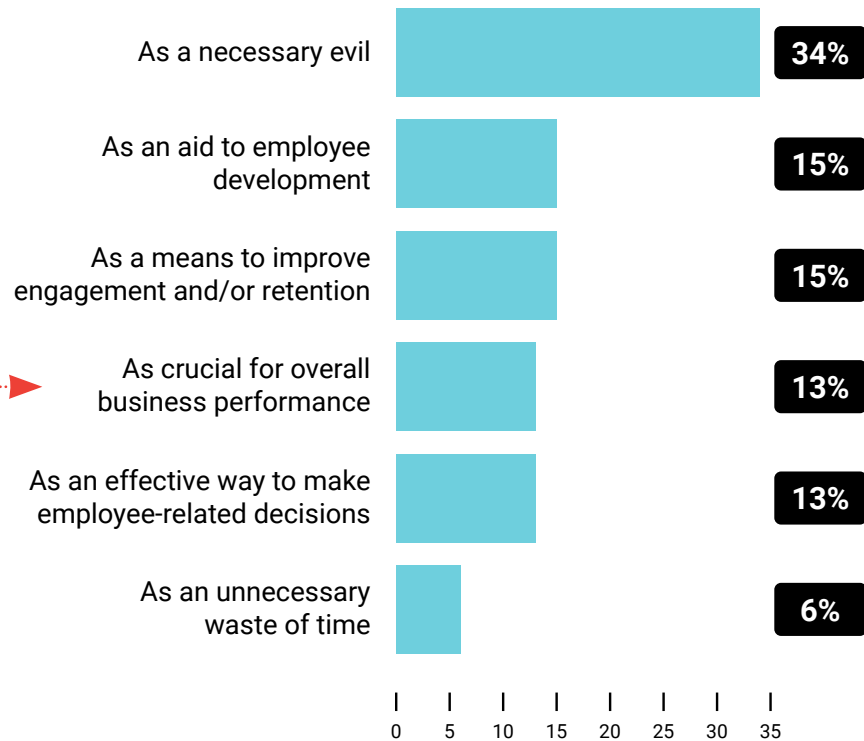 As a necessary evil
34%
As an aid to employee
development
15%
As a means to improve
engagement and/or retention
15%
As crucial for overall
business performance
13%
As an effective way to make
employee-related decisions
13%
As an unnecessary
waste of time
6%
0 5 10 15 20 25 30 35